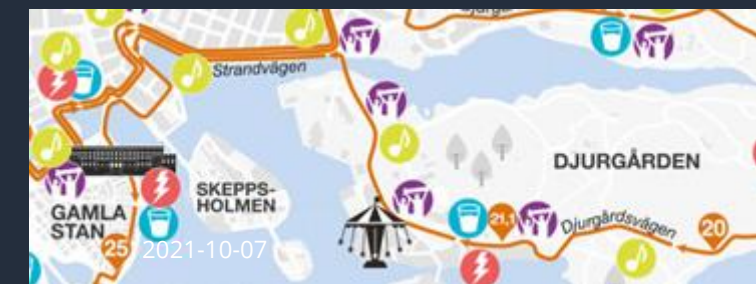 Strandvägen
DJURGÅRDEN
SKEPPS-
HOLMEN
GAMLA
STAN
21,1
Djurgårdsvägen
20
25
2021-10-07